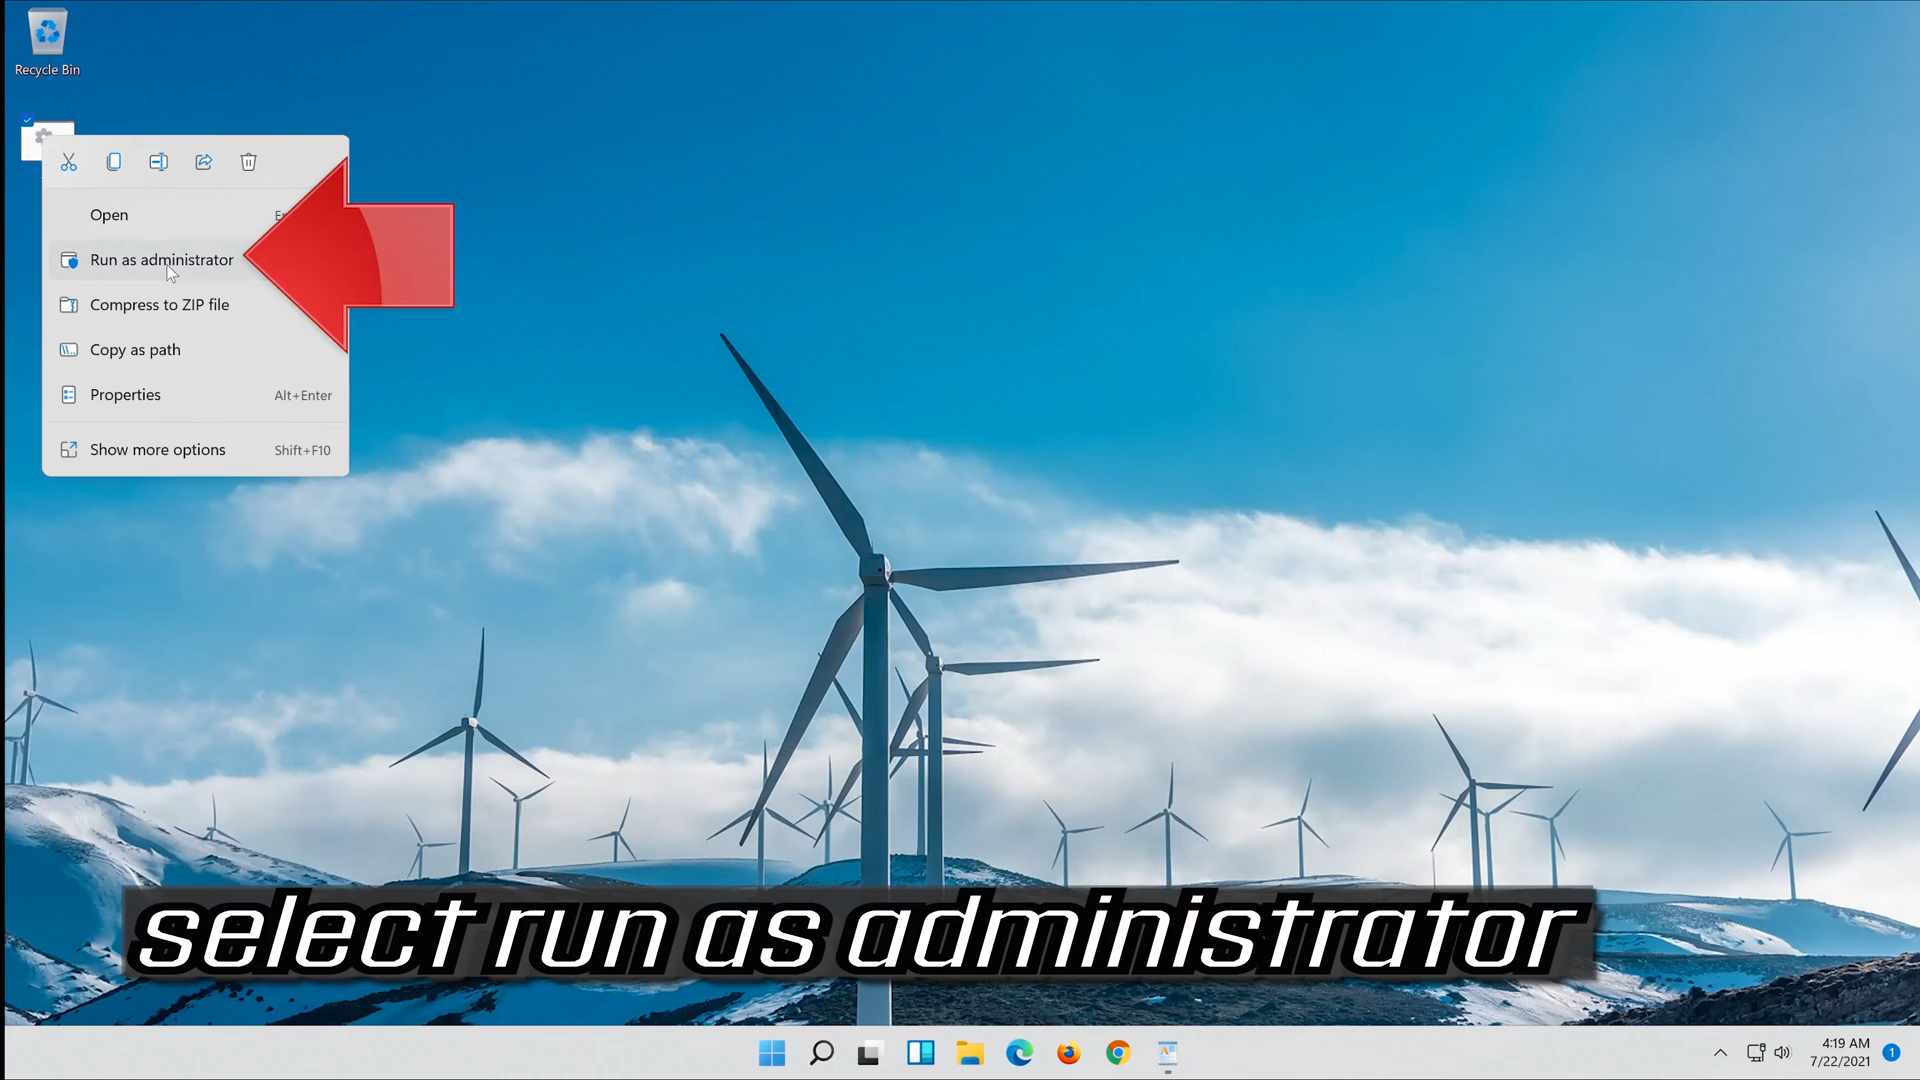 Recycle Bin
Open
Run as administrator
Compress to ZIP file
Copy as path
Properties Alt+Enter
Show more options Shift+F10
select run as administrator
4:19 AM
7/22/2021
1